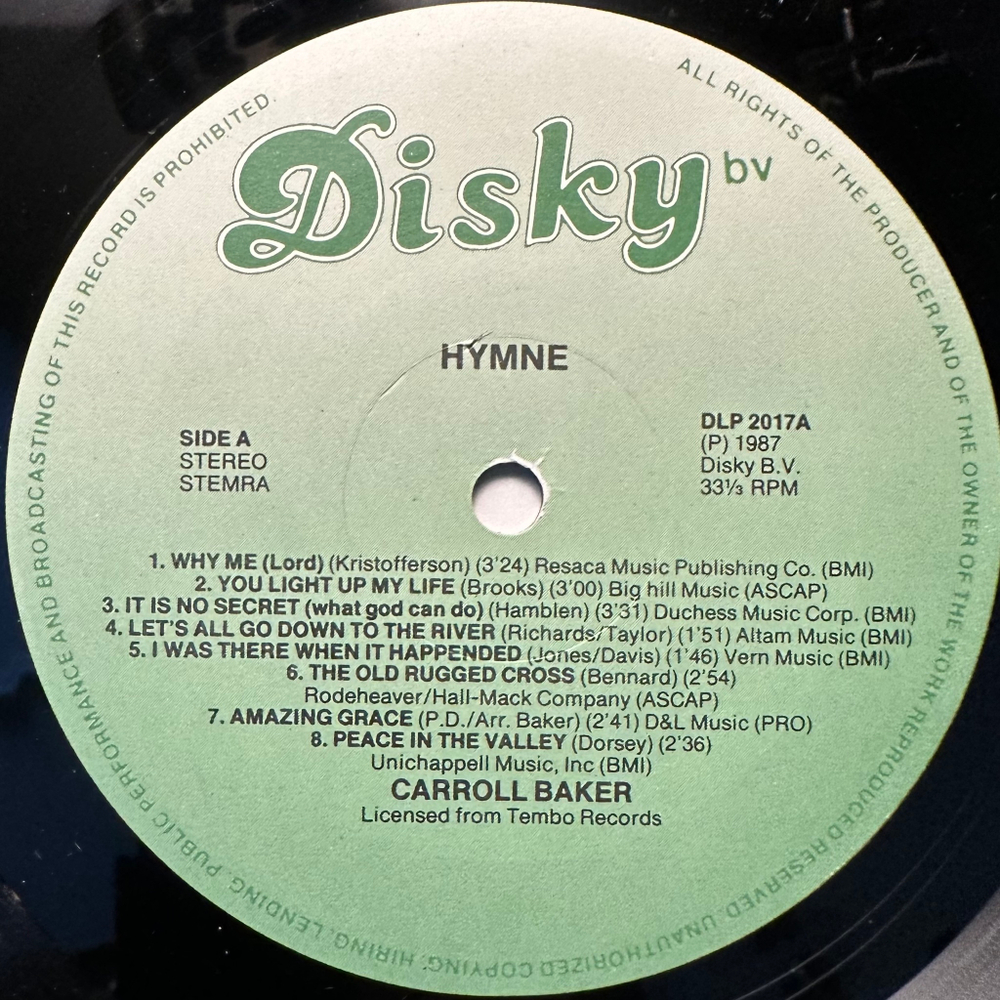 Disky bv
HYMNE
SIDE A
STEREO
STEMRA
DLP 2017A
(P) 1987
Disky B.V.
33⅓ RPM
1. WHY ME (Lord) (Kristofferson) (3'24) Resaca Music Publishing Co. (BMI)
2. YOU LIGHT UP MY LIFE (Brooks) (3'00) Big hill Music (ASCAP)
3. IT IS NO SECRET (what god can do) (Hamblen) (3'31) Duchess Music Corp. (BMI)
4. LET'S ALL GO DOWN TO THE RIVER (Richards/Taylor) (1'51) Altam Music (BMI)
5. I WAS THERE WHEN IT HAPPENED (Jones/Davis) (1'46) Vern Music (BMI)
6. THE OLD RUGGED CROSS (Bennard) (2'54)
Rodeheaver/Hall-Mack Company (ASCAP)
7. AMAZING GRACE (P.D./Arr. Baker) (2'41) D&L Music (PRO)
8. PEACE IN THE VALLEY (Dorsey) (2'36)
Unichappell Music, Inc (BMI)
CARROLL BAKER
Licensed from Tembo Records
ALL RIGHTS OF THE PRODUCER AND OF THE OWNER OF THE WORK REPRODUCED RESERVED. UNAUTHORIZED COPYING, HIRING, LENDING, PUBLIC PERFORMANCE AND BROADCASTING OF THIS RECORD IS PROHIBITED.